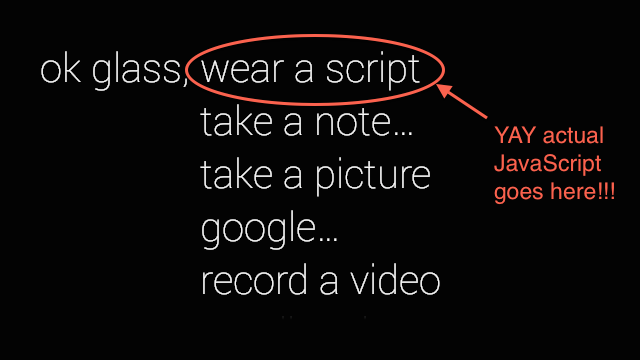 ok glass, wear a script
take a note...
take a picture
google...
record a video
YAY actual
JavaScript
goes here!!!